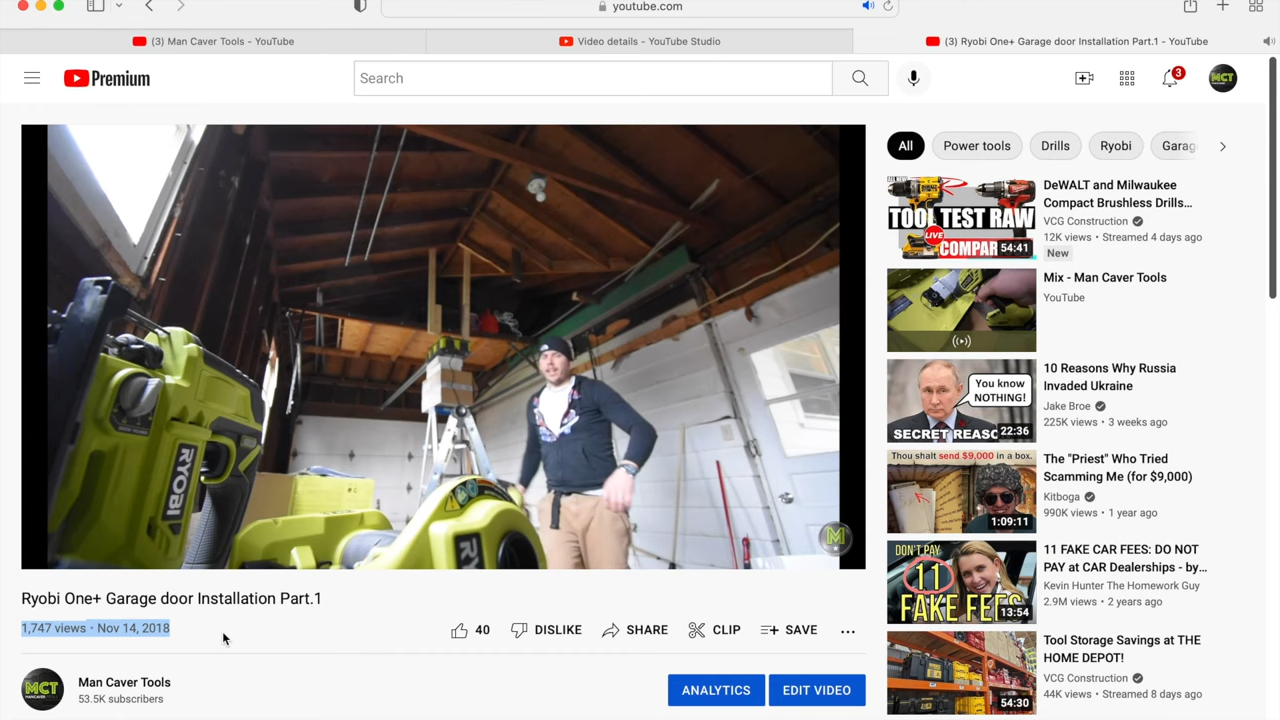 youtube.com
(3) Man Caver Tools - YouTube
Video details - YouTube Studio
(3) Ryobi One+ Garage door Installation Part.1 - YouTube
Premium
Search
3
MCT
RYOBI
M
Ryobi One+ Garage door Installation Part.1
1,747 views · Nov 14, 2018
40
DISLIKE
SHARE
CLIP
SAVE
MCT
Man Caver Tools
53.5K subscribers
ANALYTICS
EDIT VIDEO
All
Power tools
Drills
Ryobi
Garag
TOOL TEST RAW
LIVE
COMPAR
54:41
DeWALT and Milwaukee
Compact Brushless Drills...
VCG Construction
12K views • Streamed 4 days ago
New
Mix - Man Caver Tools
YouTube
You know
NOTHING!
SECRET REASO
22:36
10 Reasons Why Russia
Invaded Ukraine
Jake Broe
225K views • 3 weeks ago
Thou shalt send $9,000 in a box.
1:09:11
The "Priest" Who Tried
Scamming Me (for $9,000)
Kitboga
990K views • 1 year ago
DON'T PAY
11
FAKE FEES
13:54
11 FAKE CAR FEES: DO NOT
PAY at CAR Dealerships - by...
Kevin Hunter The Homework Guy
2.9M views • 2 years ago
54:30
Tool Storage Savings at THE
HOME DEPOT!
VCG Construction
44K views • Streamed 8 days ago